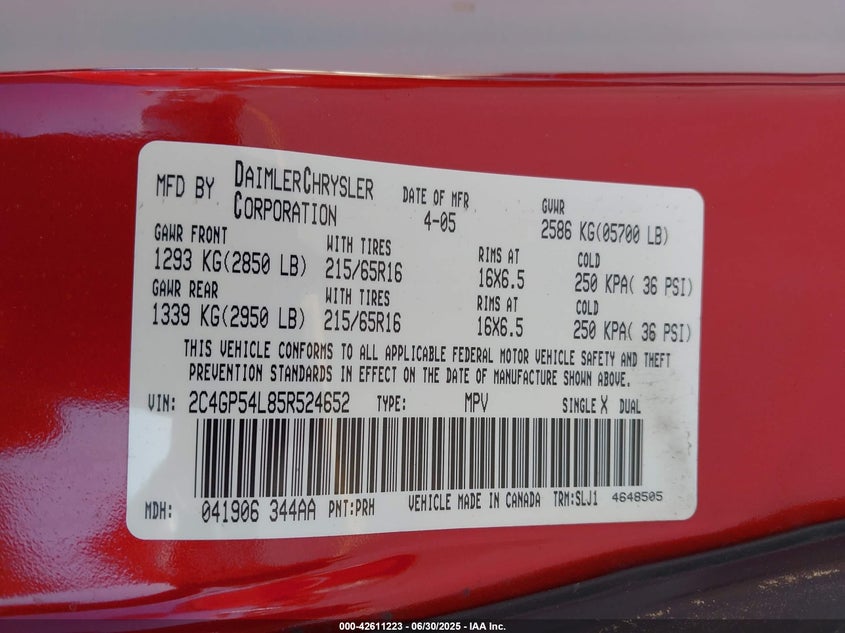 MFD BY DAIMLERCHRYSLER CORPORATION DATE OF MFR 4-05 GVWR 2586 KG(05700 LB)
GAWR FRONT WITH TIRES RIMS AT COLD
1293 KG(2850 LB) 215/65R16 16X6.5 250 KPA( 36 PSI)
GAWR REAR WITH TIRES RIMS AT COLD
1339 KG(2950 LB) 215/65R16 16X6.5 250 KPA( 36 PSI)
THIS VEHICLE CONFORMS TO ALL APPLICABLE FEDERAL MOTOR VEHICLE SAFETY AND THEFT
PREVENTION STANDARDS IN EFFECT ON THE DATE OF MANUFACTURE SHOWN ABOVE.
VIN: 2C4GP54L85R524652 TYPE: MPV SINGLE X DUAL
MDH: 041906 344AA PNT:PRH VEHICLE MADE IN CANADA TRM:SLJ1 4648505
000-42611223 - 06/30/2025 - IAA Inc.